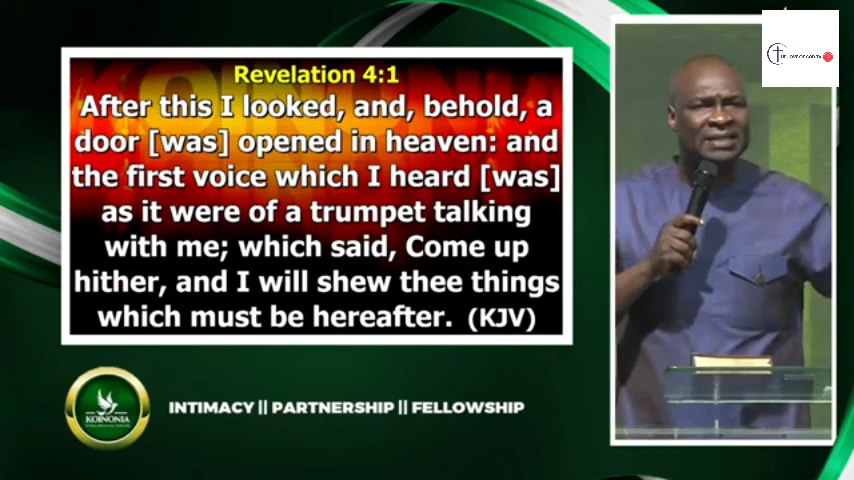 Revelation 4:1
After this I looked, and, behold, a
door [was] opened in heaven: and
the first voice which I heard [was]
as it were of a trumpet talking
with me; which said, Come up
hither, and I will shew thee things
which must be hereafter. (KJV)
KOINONIA
INTIMACY || PARTNERSHIP || FELLOWSHIP